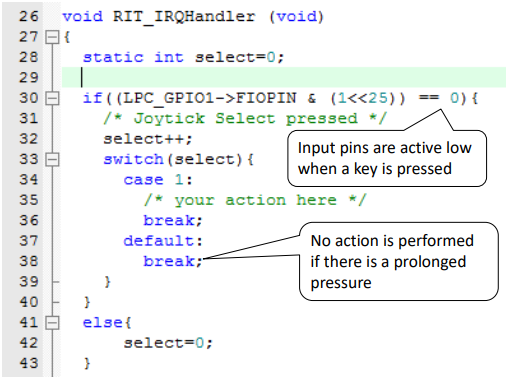 26 void RIT_IRQHandler (void)
27 {
28 static int select=0;
29
30 if((LPC_GPIO1->FIOPIN & (1<<25)) == 0){
31 /* Joytick Select pressed */
32 select++;
33 switch(select){
34 case 1:
35 /* your action here */
36 break;
37 default:
38 break;
39 }
40 }
41 else{
42 select=0;
43 }
Input pins are active low
when a key is pressed
No action is performed
if there is a prolonged
pressure